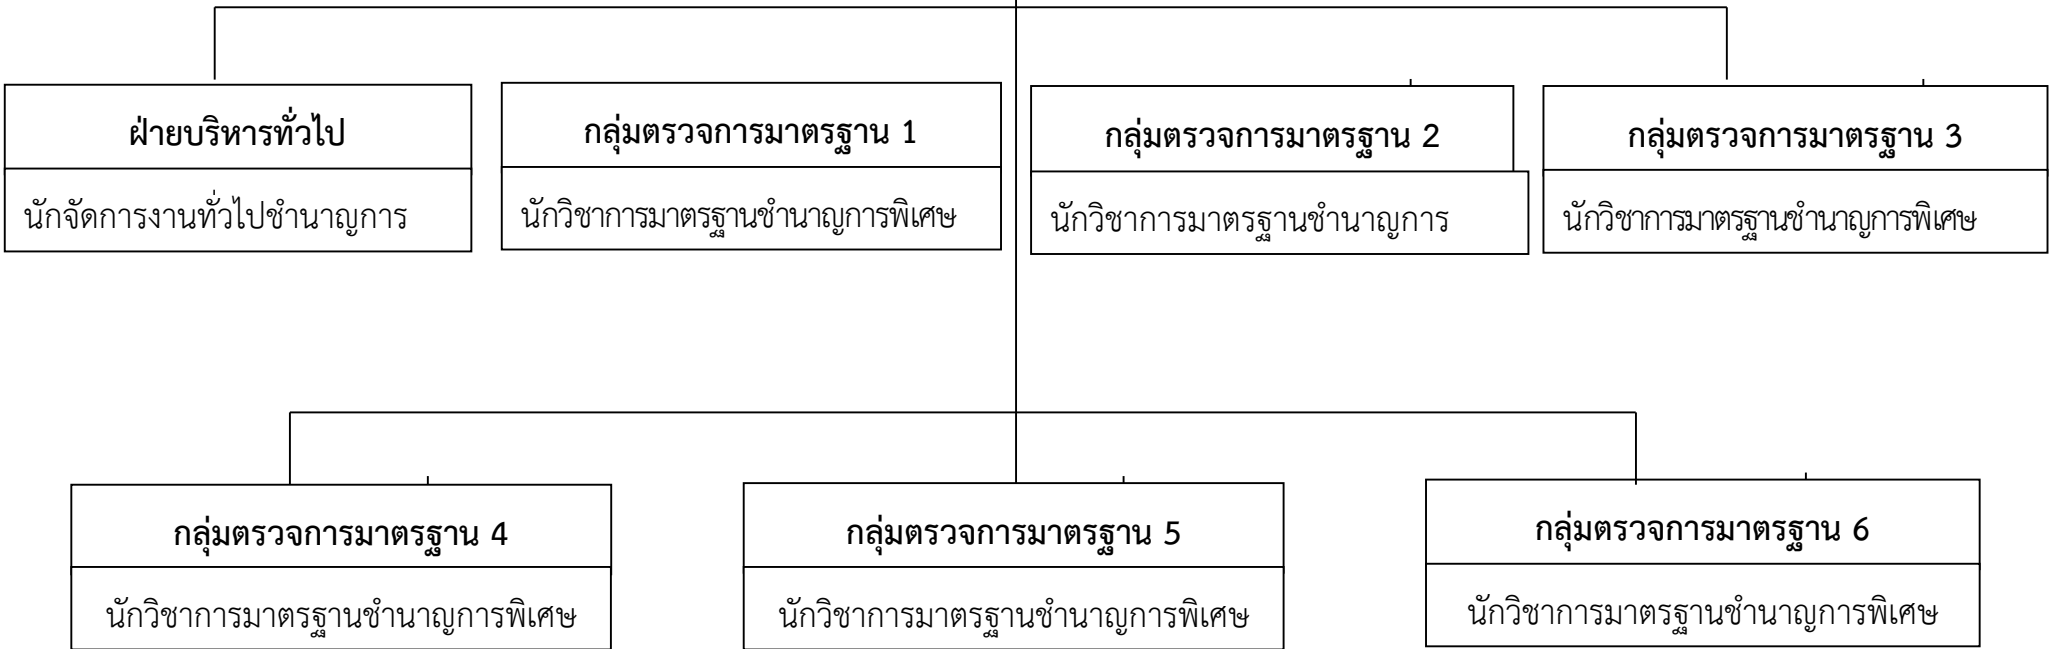 ฝ่ายบริหารทั่วไป
นักจัดการงานทั่วไปชำนาญการ
กลุ่มตรวจการมาตรฐาน 1
นักวิชาการมาตรฐานชำนาญการพิเศษ
กลุ่มตรวจการมาตรฐาน 2
นักวิชาการมาตรฐานชำนาญการ
กลุ่มตรวจการมาตรฐาน 3
นักวิชาการมาตรฐานชำนาญการพิเศษ
กลุ่มตรวจการมาตรฐาน 4
นักวิชาการมาตรฐานชำนาญการพิเศษ
กลุ่มตรวจการมาตรฐาน 5
นักวิชาการมาตรฐานชำนาญการพิเศษ
กลุ่มตรวจการมาตรฐาน 6
นักวิชาการมาตรฐานชำนาญการพิเศษ